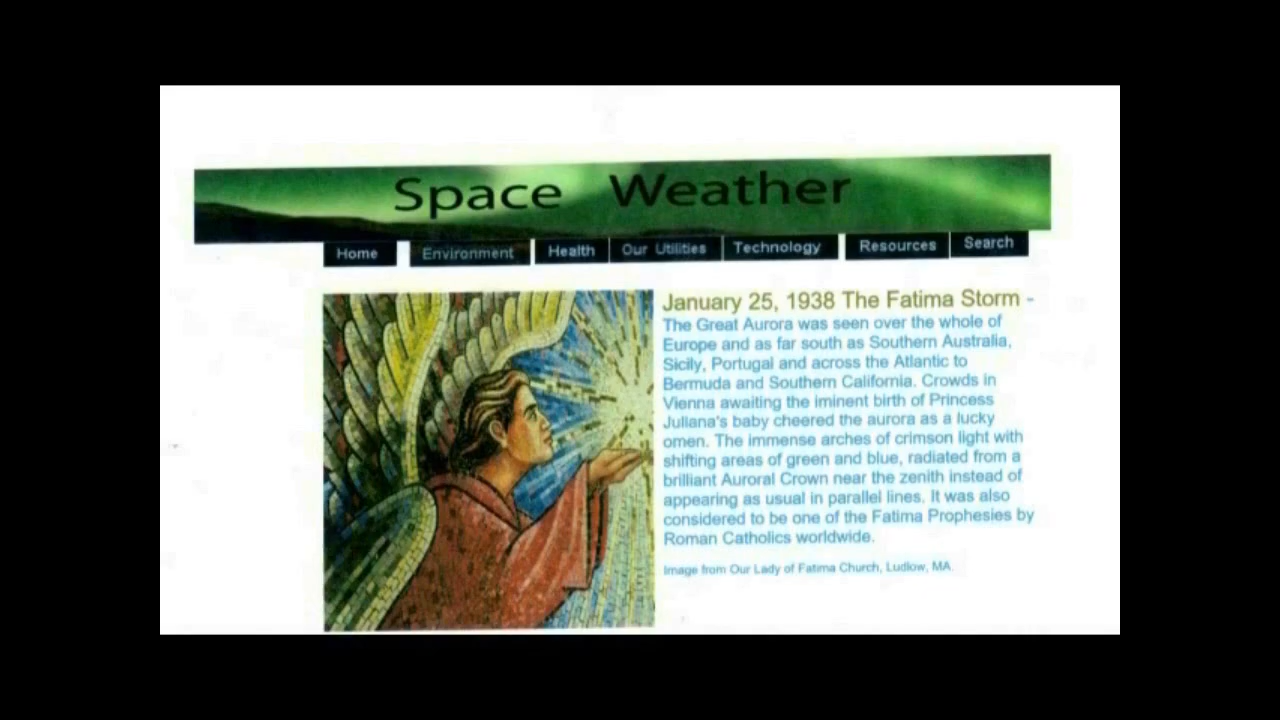 Space Weather
Home Environment Health Our Utilities Technology Resources Search
January 25, 1938 The Fatima Storm -
The Great Aurora was seen over the whole of
Europe and as far south as Southern Australia,
Sicily, Portugal and across the Atlantic to
Bermuda and Southern California. Crowds in
Vienna awaiting the iminent birth of Princess
Juliana's baby cheered the aurora as a lucky
omen. The immense arches of crimson light with
shifting areas of green and blue, radiated from a
brilliant Auroral Crown near the zenith instead of
appearing as usual in parallel lines. It was also
considered to be one of the Fatima Prophesies by
Roman Catholics worldwide.
Image from Our Lady of Fatima Church, Ludlow, MA.